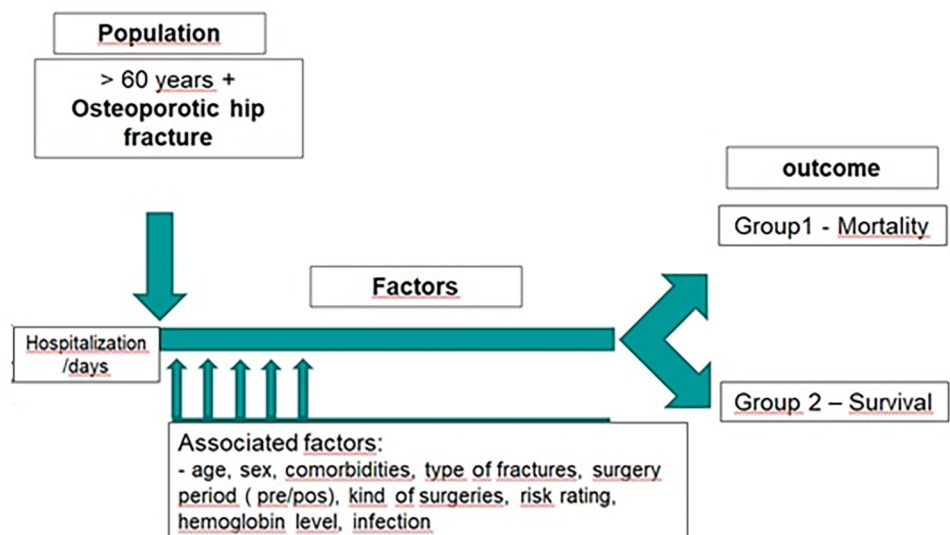 Population
> 60 years +
Osteoporotic hip
fracture
outcome
Group1 - Mortality
Factors
Hospitalization
/days
Group 2 – Survival
Associated factors:
- age, sex, comorbidities, type of fractures, surgery
period ( pre/pos), kind of surgeries, risk rating,
hemoglobin level, infection